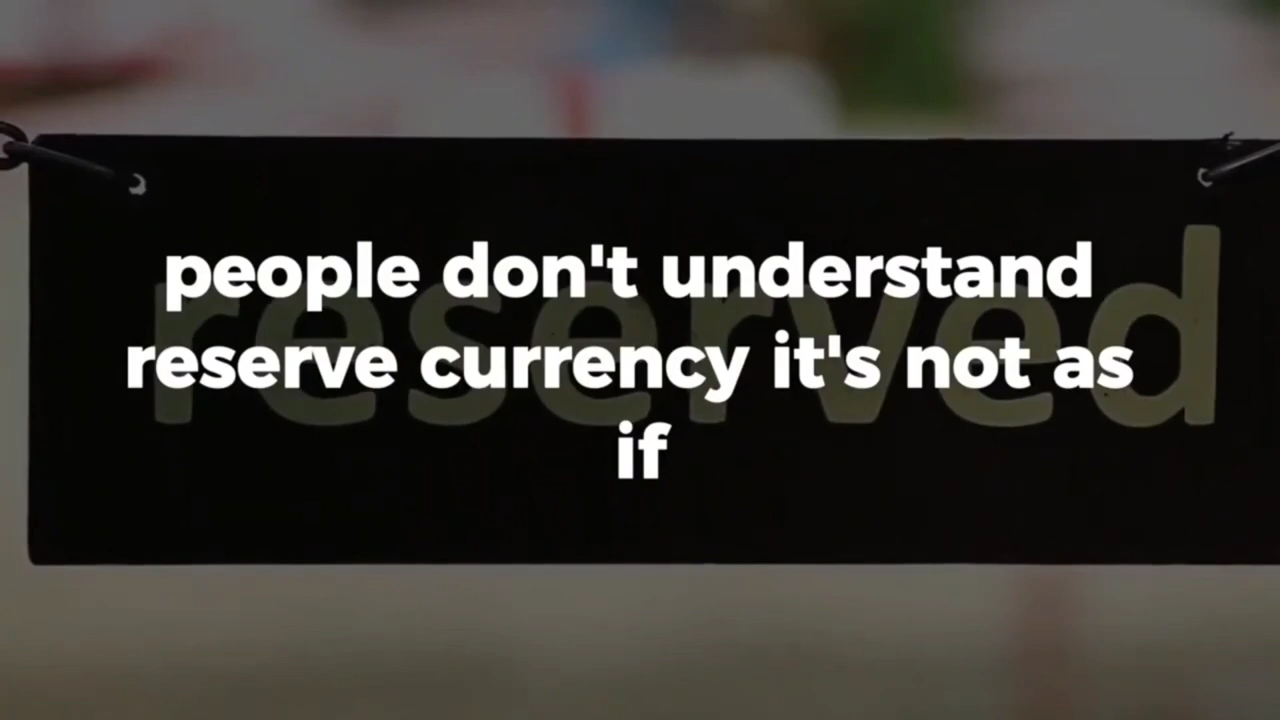 people don't understand
reserve currency it's not as
if
reserved